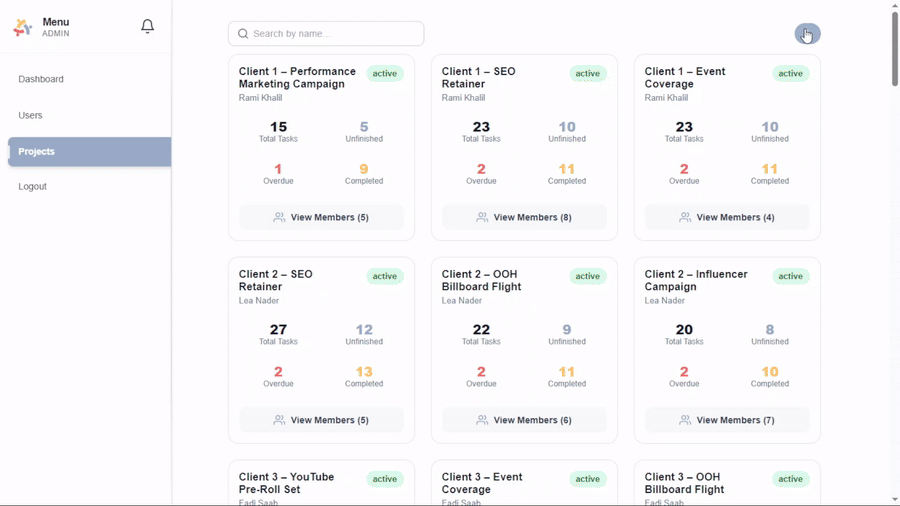 Menu
ADMIN
Search by name...
Dashboard
Users
Projects
Logout
Client 1 – Performance
Marketing Campaign
active
Rami Khalil
15
5
Total Tasks
Unfinished
1
9
Overdue
Completed
View Members (5)
Client 1 – SEO
Retainer
active
Rami Khalil
23
10
Total Tasks
Unfinished
2
11
Overdue
Completed
View Members (8)
Client 1 – Event
Coverage
active
Rami Khalil
23
10
Total Tasks
Unfinished
2
11
Overdue
Completed
View Members (4)
Client 2 – SEO
Retainer
active
Lea Nader
27
12
Total Tasks
Unfinished
2
13
Overdue
Completed
View Members (5)
Client 2 – OOH
Billboard Flight
active
Lea Nader
22
9
Total Tasks
Unfinished
2
11
Overdue
Completed
View Members (6)
Client 2 – Influencer
Campaign
active
Lea Nader
20
8
Total Tasks
Unfinished
2
10
Overdue
Completed
View Members (7)
Client 3 – YouTube
Pre-Roll Set
active
Fadi Saab
Client 3 – Event
Coverage
active
Fadi Saab
Client 3 – OOH
Billboard Flight
active
Fadi Saab